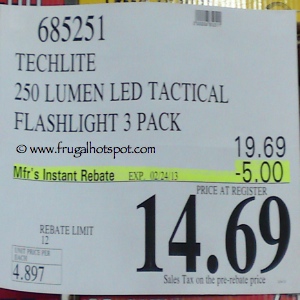 685251
TECHLITE
250 LUMEN LED TACTICAL
FLASHLIGHT 3 PACK
© www.frugalhotspot.com
19.69
Mfr's Instant Rebate EXP. 02/24/13 -5.00
PRICE AT REGISTER
14.69
REBATE LIMIT
12
UNIT PRICE PER
EACH
4.897
Sales Tax on the pre-rebate price